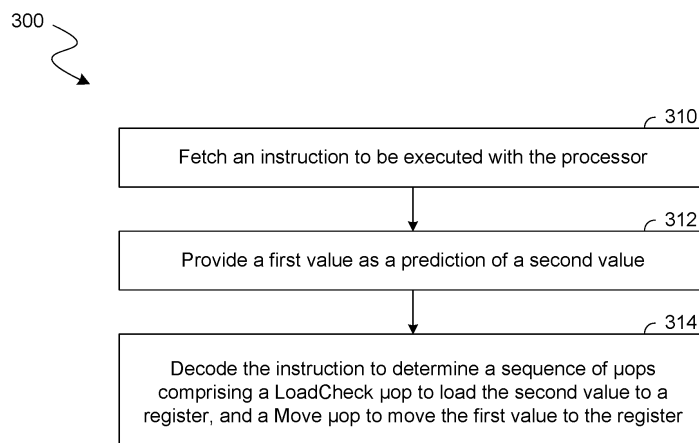 300
310
Fetch an instruction to be executed with the processor
312
Provide a first value as a prediction of a second value
314
Decode the instruction to determine a sequence of µops
comprising a LoadCheck µop to load the second value to a
register, and a Move µop to move the first value to the register